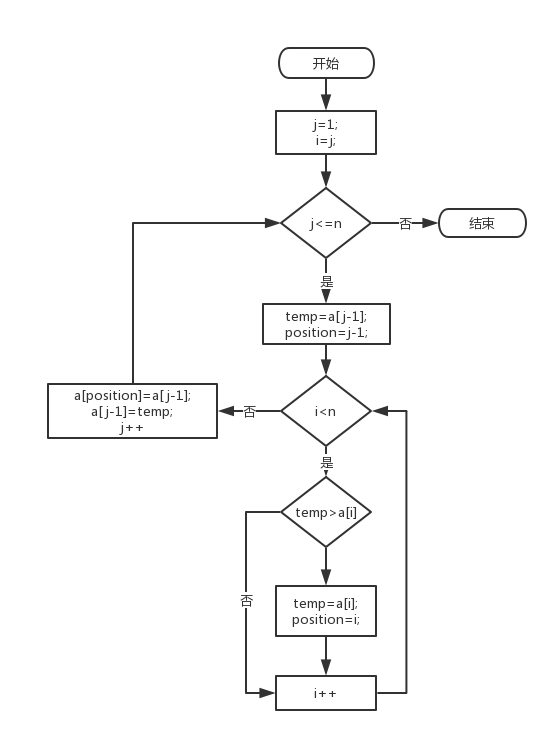 开始
j=1;
i=j;
j<=n
否
结束
是
temp=a[j-1];
position=j-1;
i<n
否
a[position]=a[j-1];
a[j-1]=temp;
j++
是
temp>a[i]
否
temp=a[i];
position=i;
i++